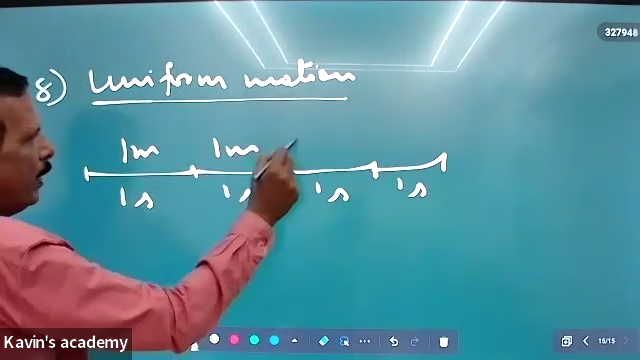 327948
8) Uniform motion
1m 1m
1s 1s 1s 1s
Kavin's academy
15/15